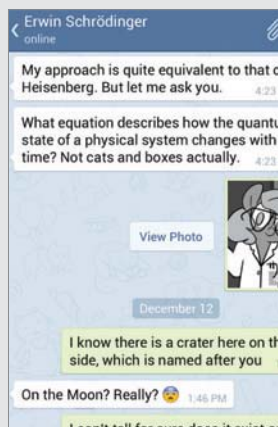 Erwin Schrödinger
online
My approach is quite equivalent to that
Heisenberg. But let me ask you. 4:23
What equation describes how the
state of a physical system changes with
time? Not cats and boxes actually. 4:23
View Photo
December 12
I know there is a crater here on
side, which is named after you
On the Moon? Really? 😨 1:46 PM